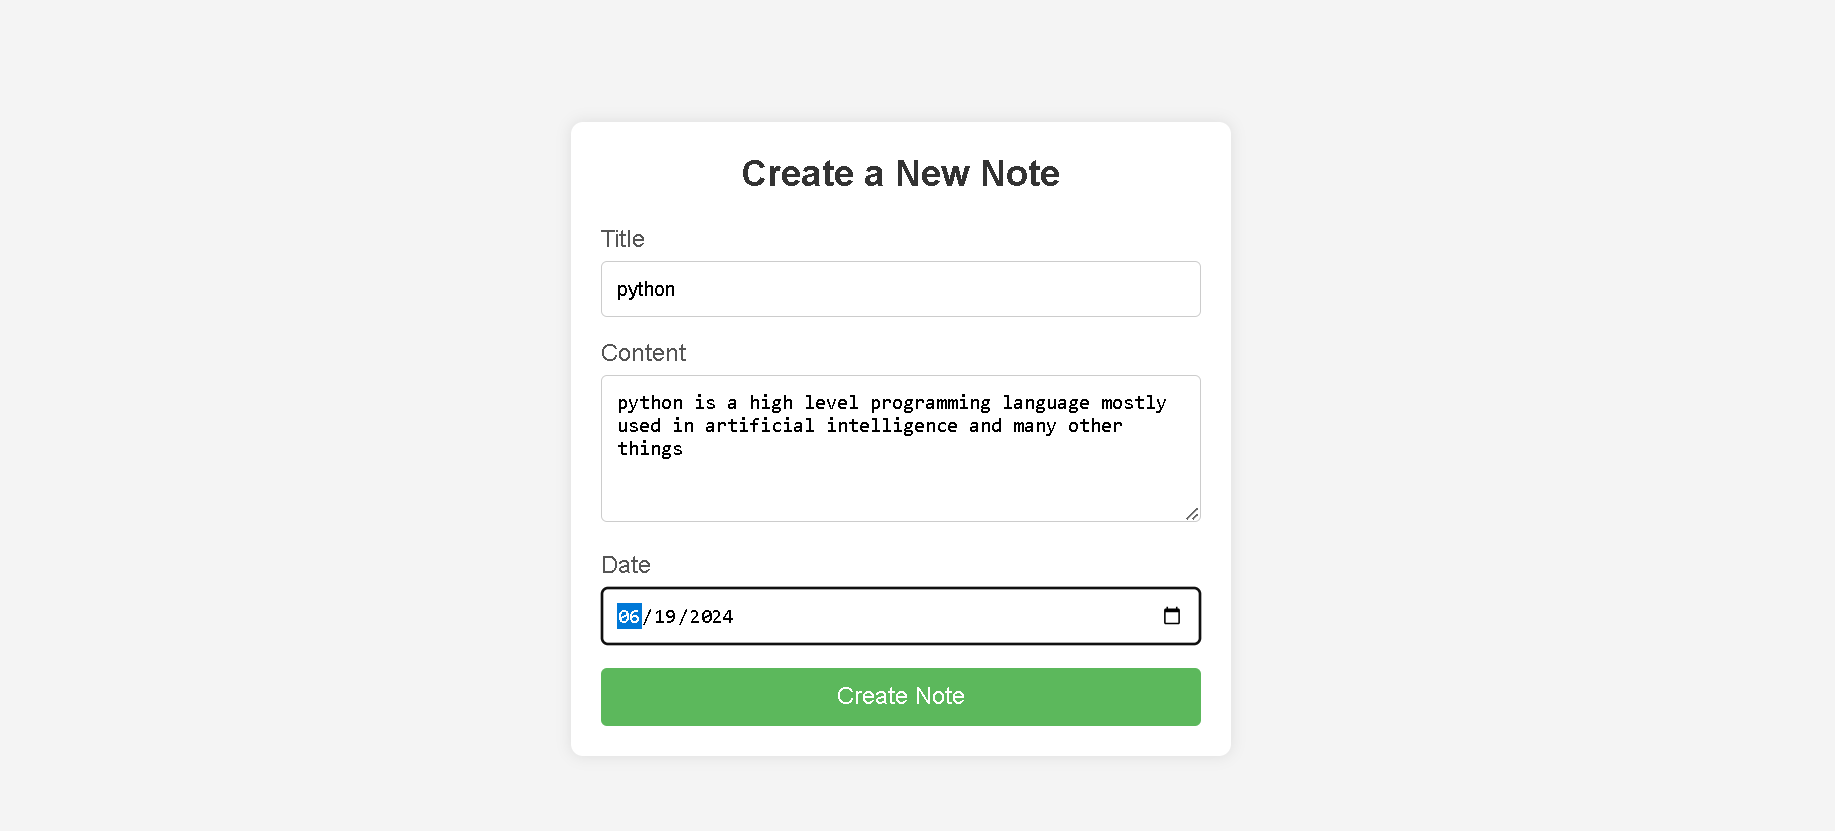 Create a New Note
Title
python
Content
python is a high level programming language mostly
used in artificial intelligence and many other
things
Date
06/19/2024
Create Note